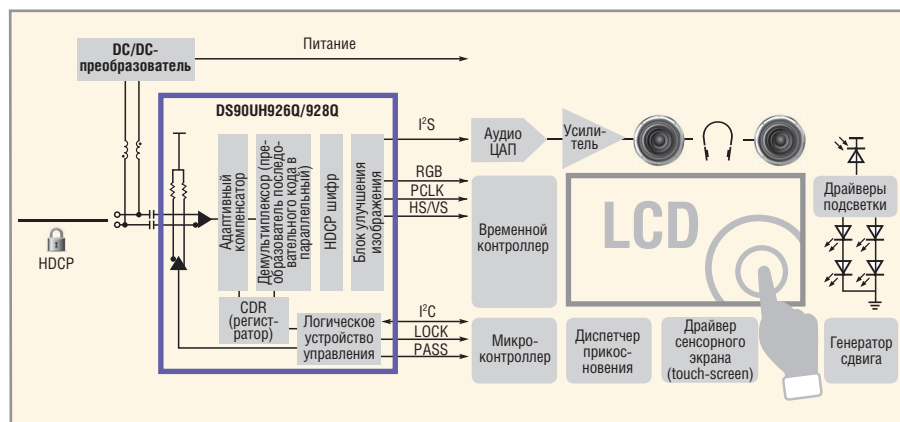 DC/DC-
преобразователь
Питание
DS90UH926Q/928Q
Адаптивный
компенсатор
Демультиплексор (пре-
образователь последо-
вательного кода в
параллельный)
HDCP шифр
Блок улучшения
изображения
CDR
(регист-
ратор)
Логическое
устройство
управления
HDCP
I²S
RGB
PCLK
HS/VS
I²C
LOCK
PASS
Аудио
ЦАП
Усили-
тель
Временной
контроллер
LCD
Драйверы
подсветки
Микро-
контроллер
Диспетчер
прикос-
новения
Драйвер
сенсорного
экрана
(touch-screen)
Генератор
сдвига